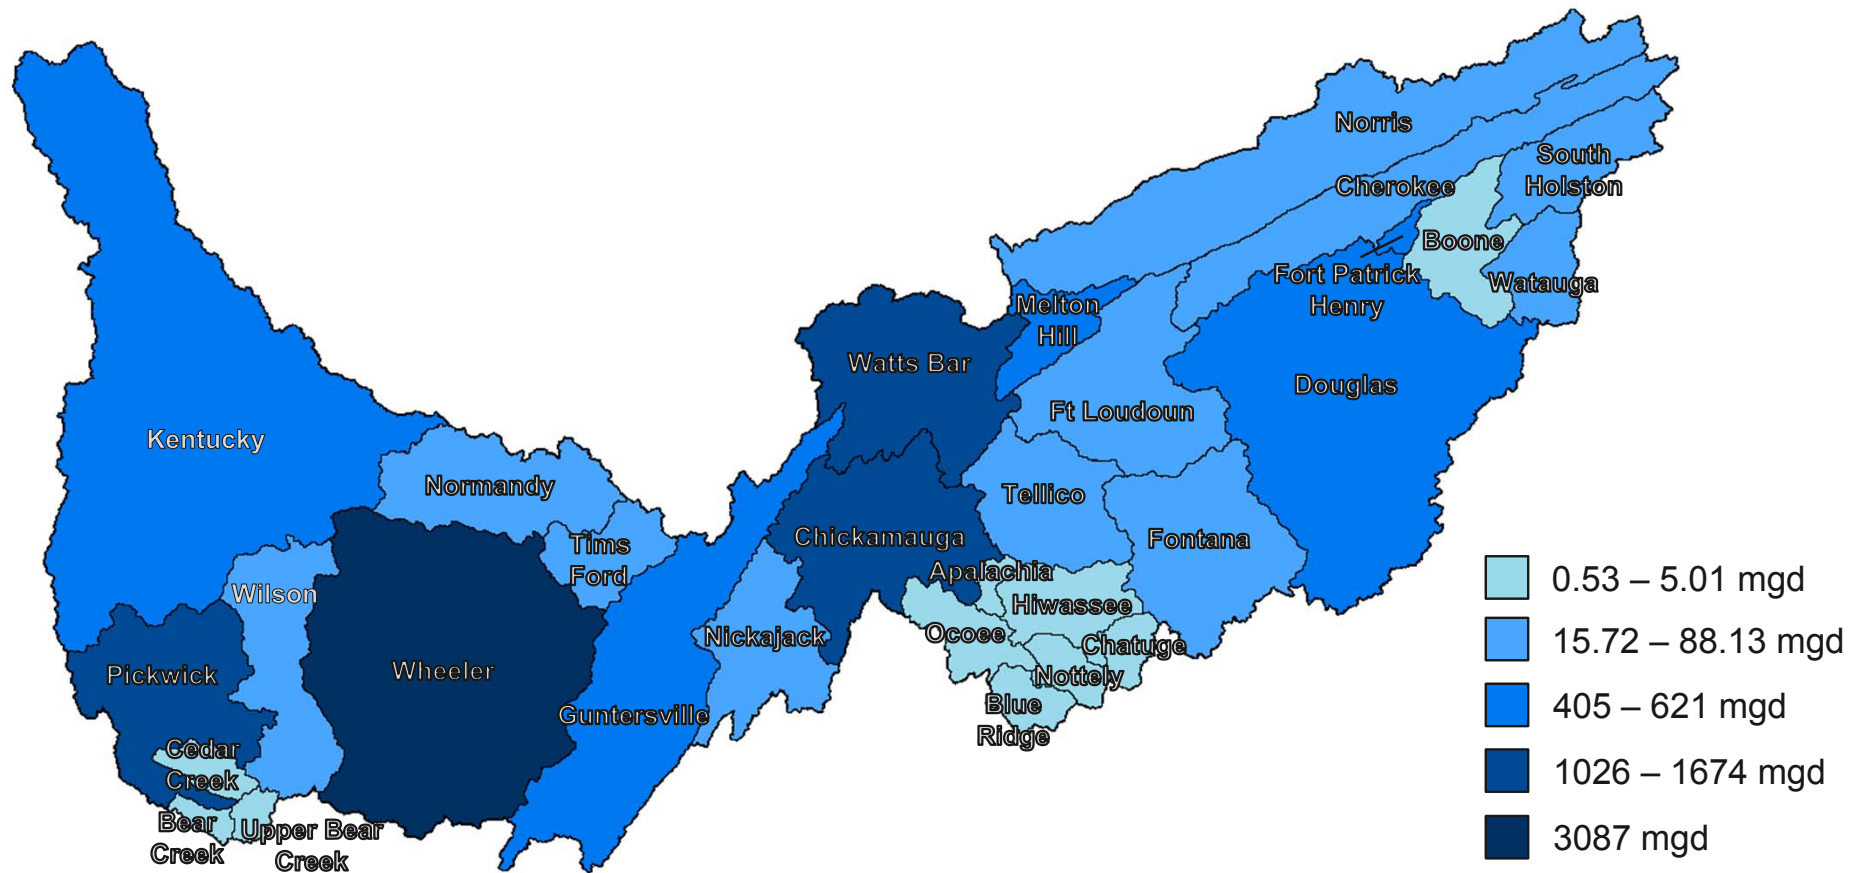 Norris
South
Holston
Cherokee
Boone
Fort Patrick
Henry
Watauga
Melton
Hill
Watts Bar
Douglas
Ft Loudoun
Kentucky
Normandy
Tellico
Chickamauga
Fontana
Tims
Ford
Apalachia
Wilson
Hiwassee
Ocoee
Nickajack
Chatuge
Pickwick
Wheeler
Nottely
Blue
Ridge
Guntersville
Cedar
Creek
Bear
Creek
Upper Bear
Creek
0.53 – 5.01 mgd
15.72 – 88.13 mgd
405 – 621 mgd
1026 – 1674 mgd
3087 mgd